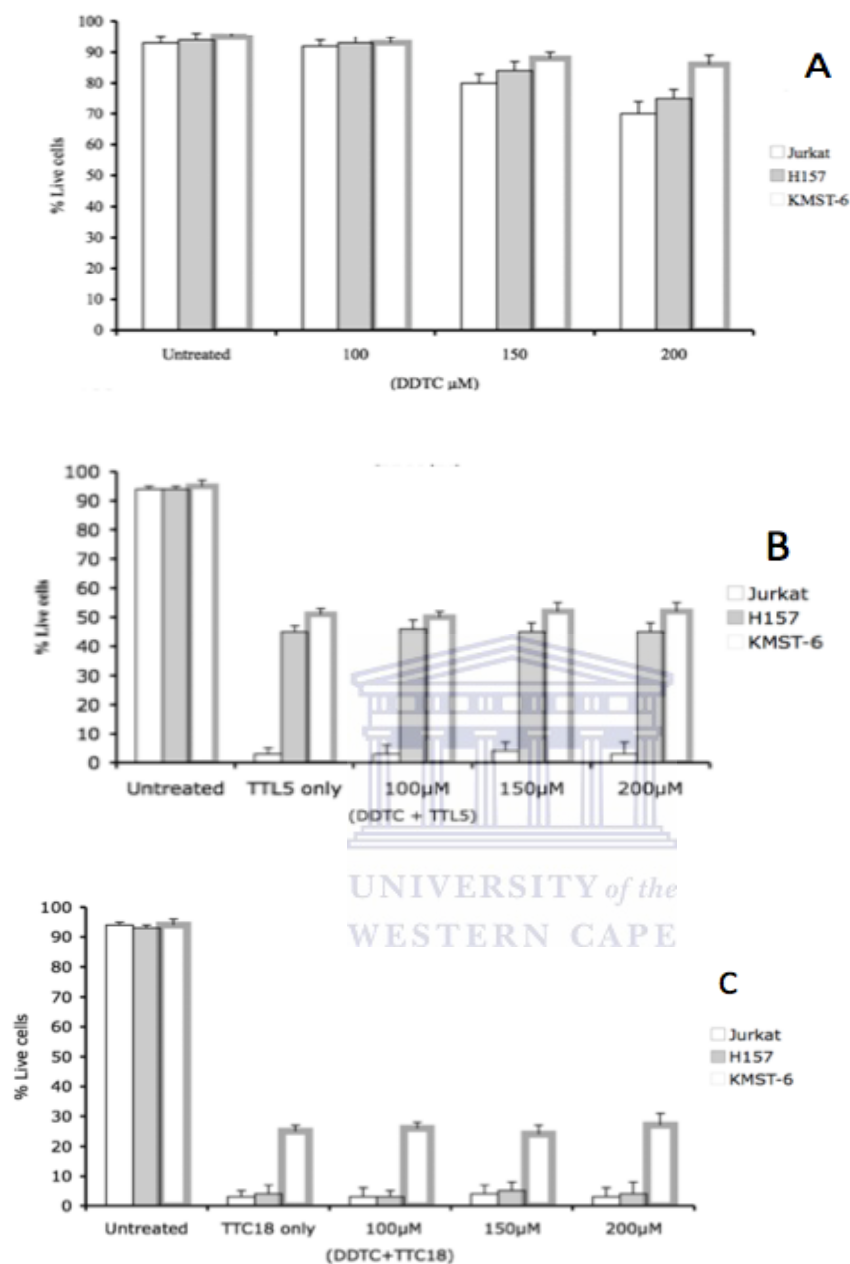 100
90
80
70
60
50
40
30
20
10
0
% Live cells
Untreated 100 150 200
(DDTC µM)
A
Jurkat
H157
KMST-6
100
90
80
70
60
50
40
30
20
10
0
% Live cells
Untreated TTL5 only 100µM 150µM 200µM
(DDTC + TTL5)
B
Jurkat
H157
KMST-6
UNIVERSITY of the
WESTERN CAPE
100
90
80
70
60
50
40
30
20
10
0
% Live cells
Untreated TTC18 only 100µM 150µM 200µM
(DDTC+TTC18)
C
Jurkat
H157
KMST-6